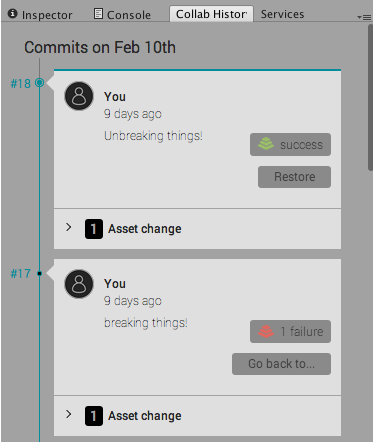 Inspector Console Collab Histor Services
Commits on Feb 10th
#18
You
9 days ago
Unbreaking things!
success
Restore
1 Asset change
#17
You
9 days ago
breaking things!
1 failure
Go back to...
1 Asset change